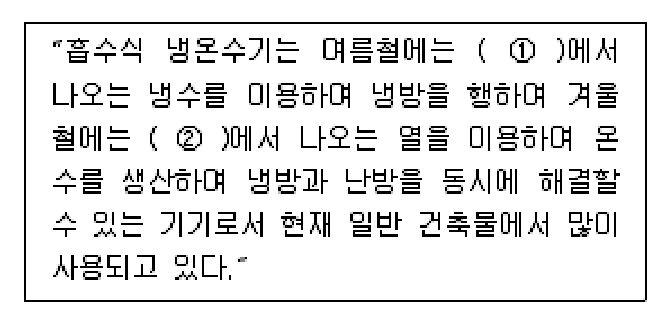 "흡수식 냉온수기는 여름철에는 ( ① )에서
나오는 냉수를 이용하여 냉방을 행하며 겨울
철에는 ( ② )에서 나오는 열을 이용하여 온
수를 생산하여 냉방과 난방을 동시에 해결할
수 있는 기기로서 현재 일반 건축물에서 많이
사용되고 있다."